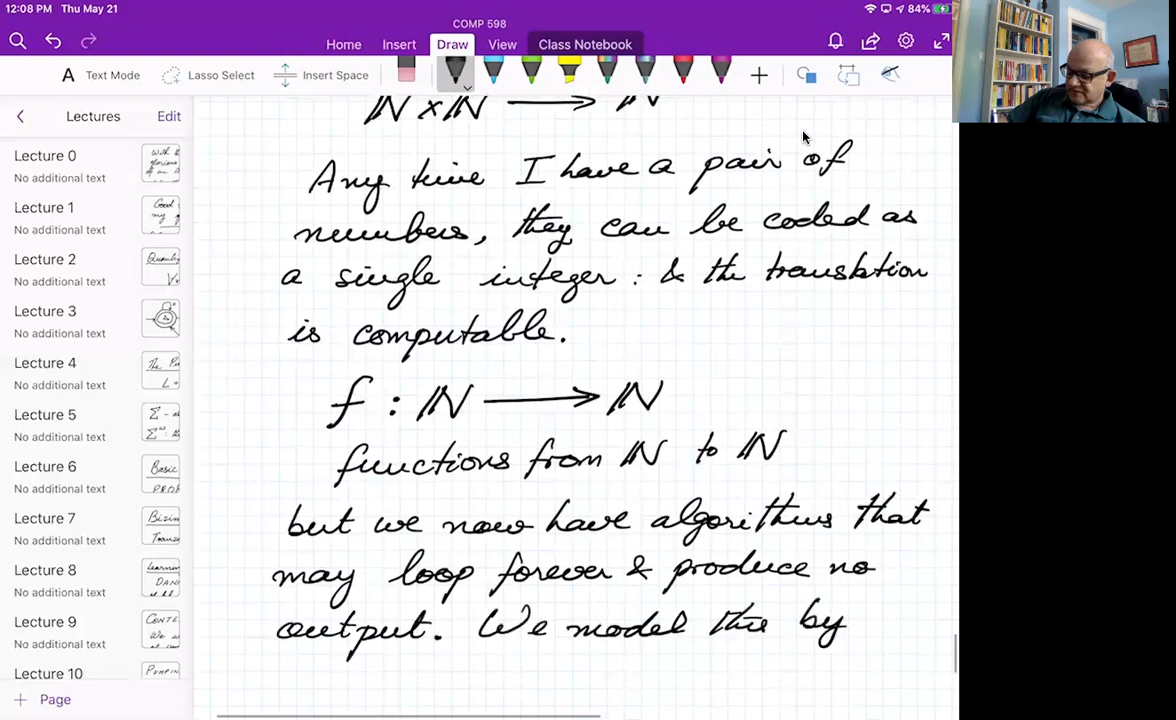 12:08 PM Thu May 21
84%
COMP 598
Home Insert Draw View Class Notebook
A Text Mode Lasso Select Insert Space
Lectures Edit
Lecture 0
No additional text
Lecture 1
No additional text
Lecture 2
No additional text
Lecture 3
No additional text
Lecture 4
No additional text
Lecture 5
No additional text
Lecture 6
No additional text
Lecture 7
No additional text
Lecture 8
No additional text
Lecture 9
No additional text
Lecture 10
+ Page
ℕ × ℕ ⟶ ℕ
Any time I have a pair of
numbers, they can be coded as
a single integer : & the translation
is computable.
f : ℕ ⟶ ℕ
functions from ℕ to ℕ
but we now have algorithms that
may loop forever & produce no
output. We model this by